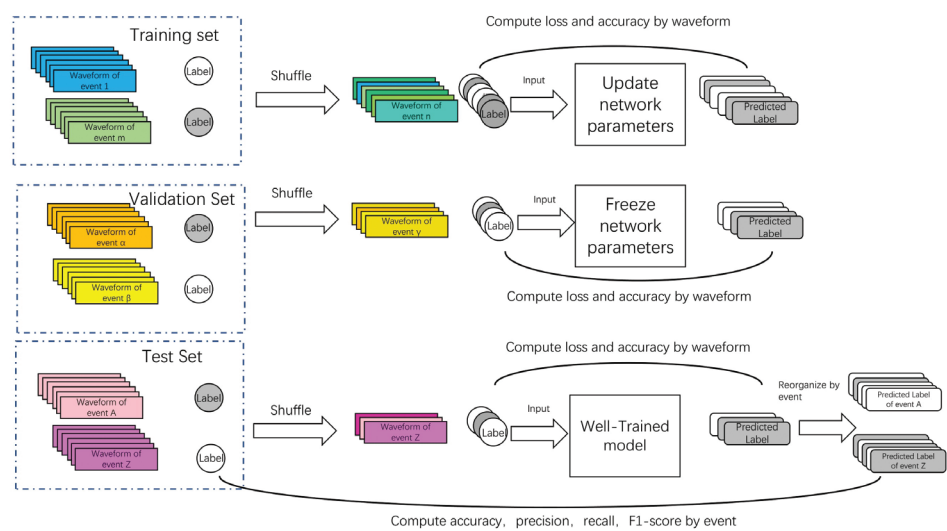 Compute loss and accuracy by waveform
Training set
Waveform of
event 1
Label
Waveform of
event m
Label
Shuffle
Waveform of
event n
Label
Input
Update
network
parameters
Predicted
Label
Validation Set
Waveform of
event α
Label
Waveform of
event β
Label
Shuffle
Waveform of
event γ
Label
Input
Freeze
network
parameters
Predicted
Label
Compute loss and accuracy by waveform
Test Set
Compute loss and accuracy by waveform
Waveform of
event A
Label
Waveform of
event Z
Label
Shuffle
Waveform of
event Z
Label
Input
Well-Trained
model
Predicted Label
Reorganize by
event
Predicted Label
of event A
Predicted Label
of event Z
Compute accuracy, precision, recall, F1-score by event